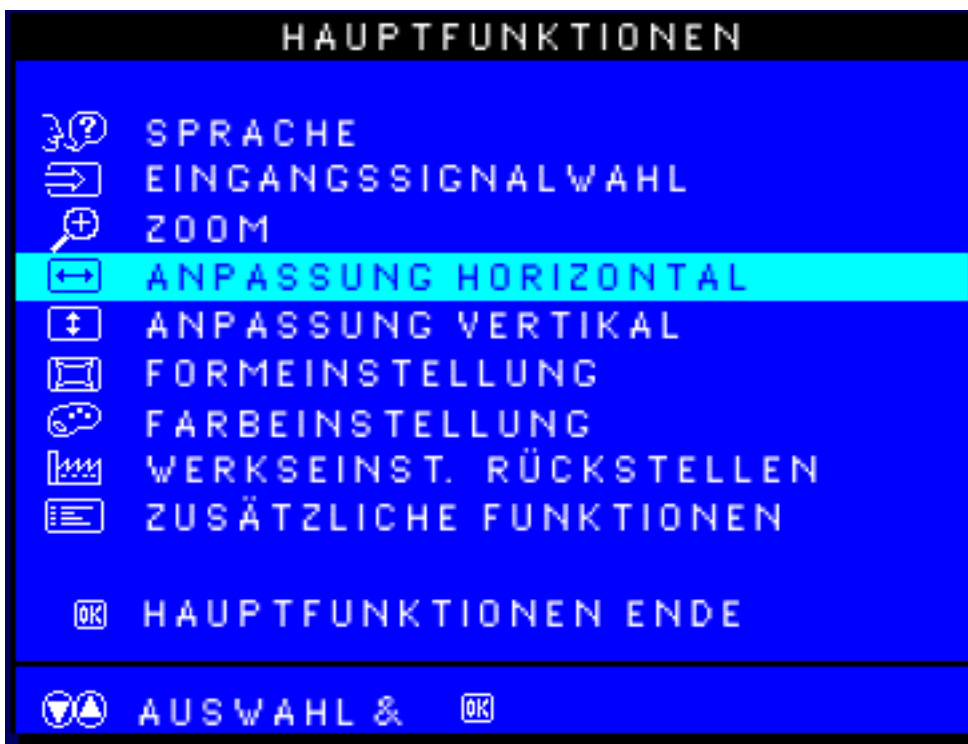 HAUPTFUNKTIONEN
SPRACHE
EINGANGSSIGNALWAHL
ZOOM
ANPASSUNG HORIZONTAL
ANPASSUNG VERTIKAL
FORMEINSTELLUNG
FARBEINSTELLUNG
WERKSEINST. RÜCKSTELLEN
ZUSÄTZLICHE FUNKTIONEN
OK HAUPTFUNKTIONEN ENDE
AUSWAHL & OK